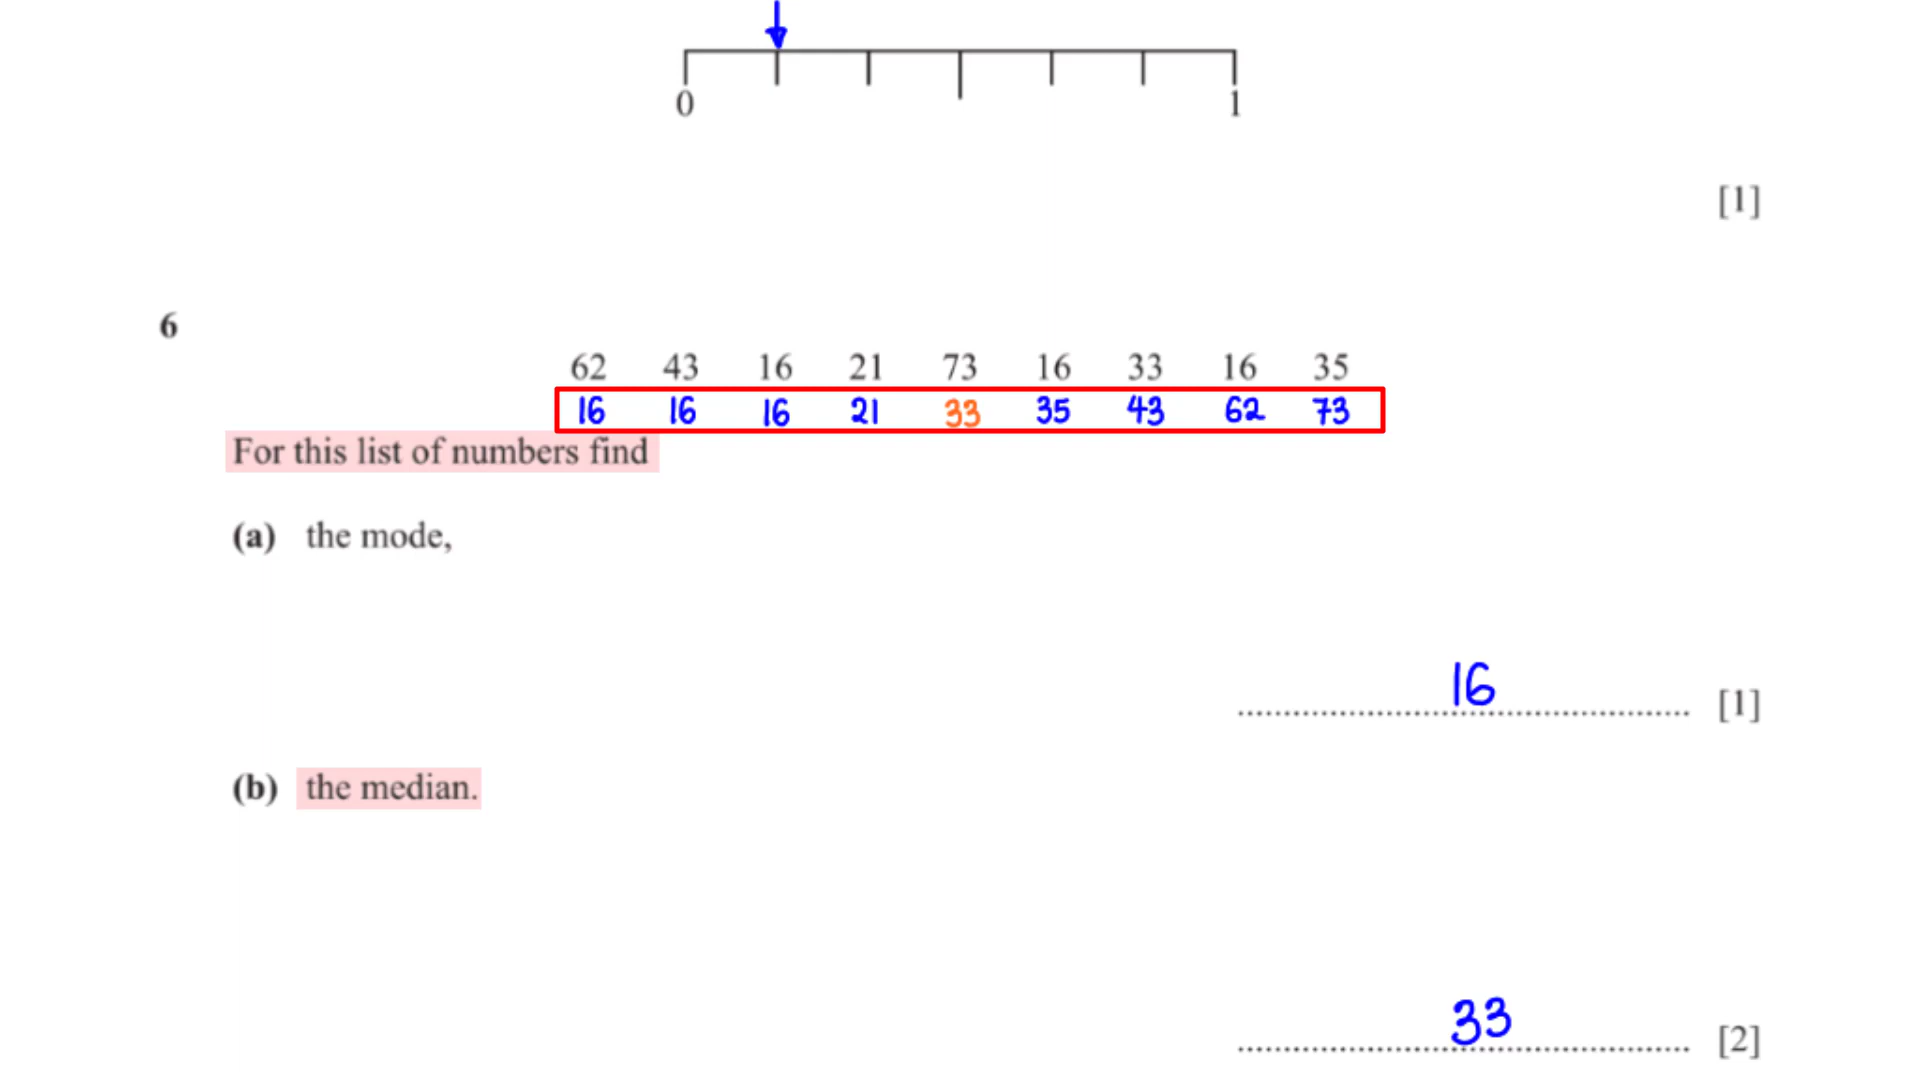 0 1
[1]
6
62 43 16 21 73 16 33 16 35
16 16 16 21 33 35 43 62 73
For this list of numbers find
(a) the mode,
16 [1]
(b) the median.
33 [2]